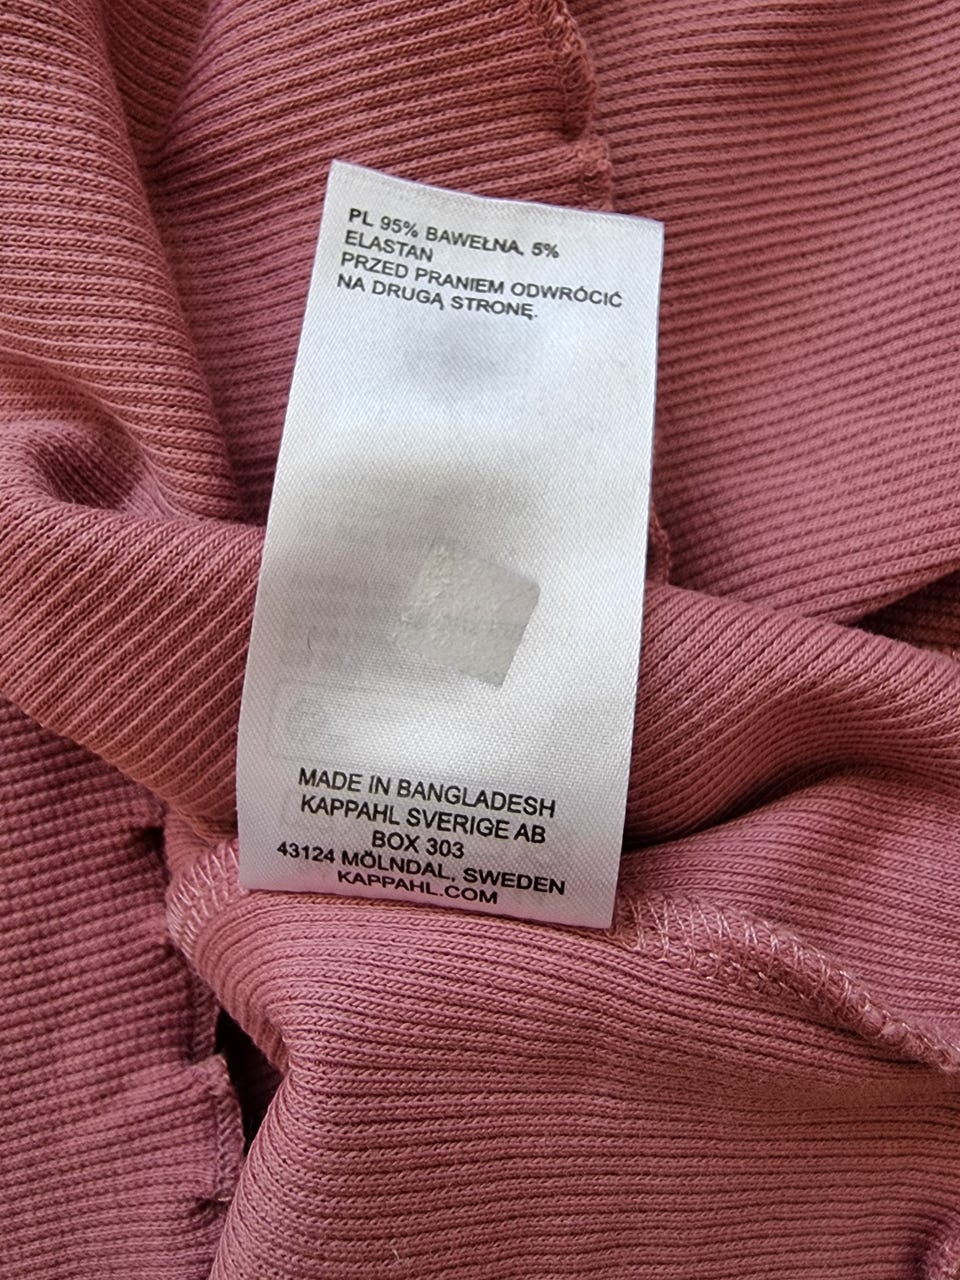 PL 95% BAWEŁNA, 5%
ELASTAN
PRZED PRANIEM ODWRÓCIĆ
NA DRUGĄ STRONĘ.
MADE IN BANGLADESH
KAPPAHL SVERIGE AB
BOX 303
43124 MÖLNDAL, SWEDEN
KAPPAHL.COM